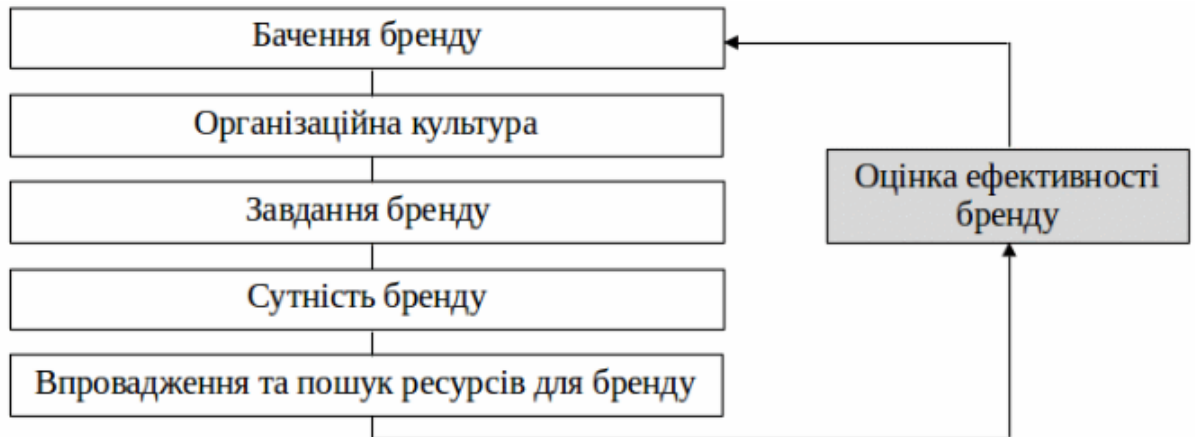 Бачення бренду
Організаційна культура
Завдання бренду
Сутність бренду
Впровадження та пошук ресурсів для бренду
Оцінка ефективності
бренду